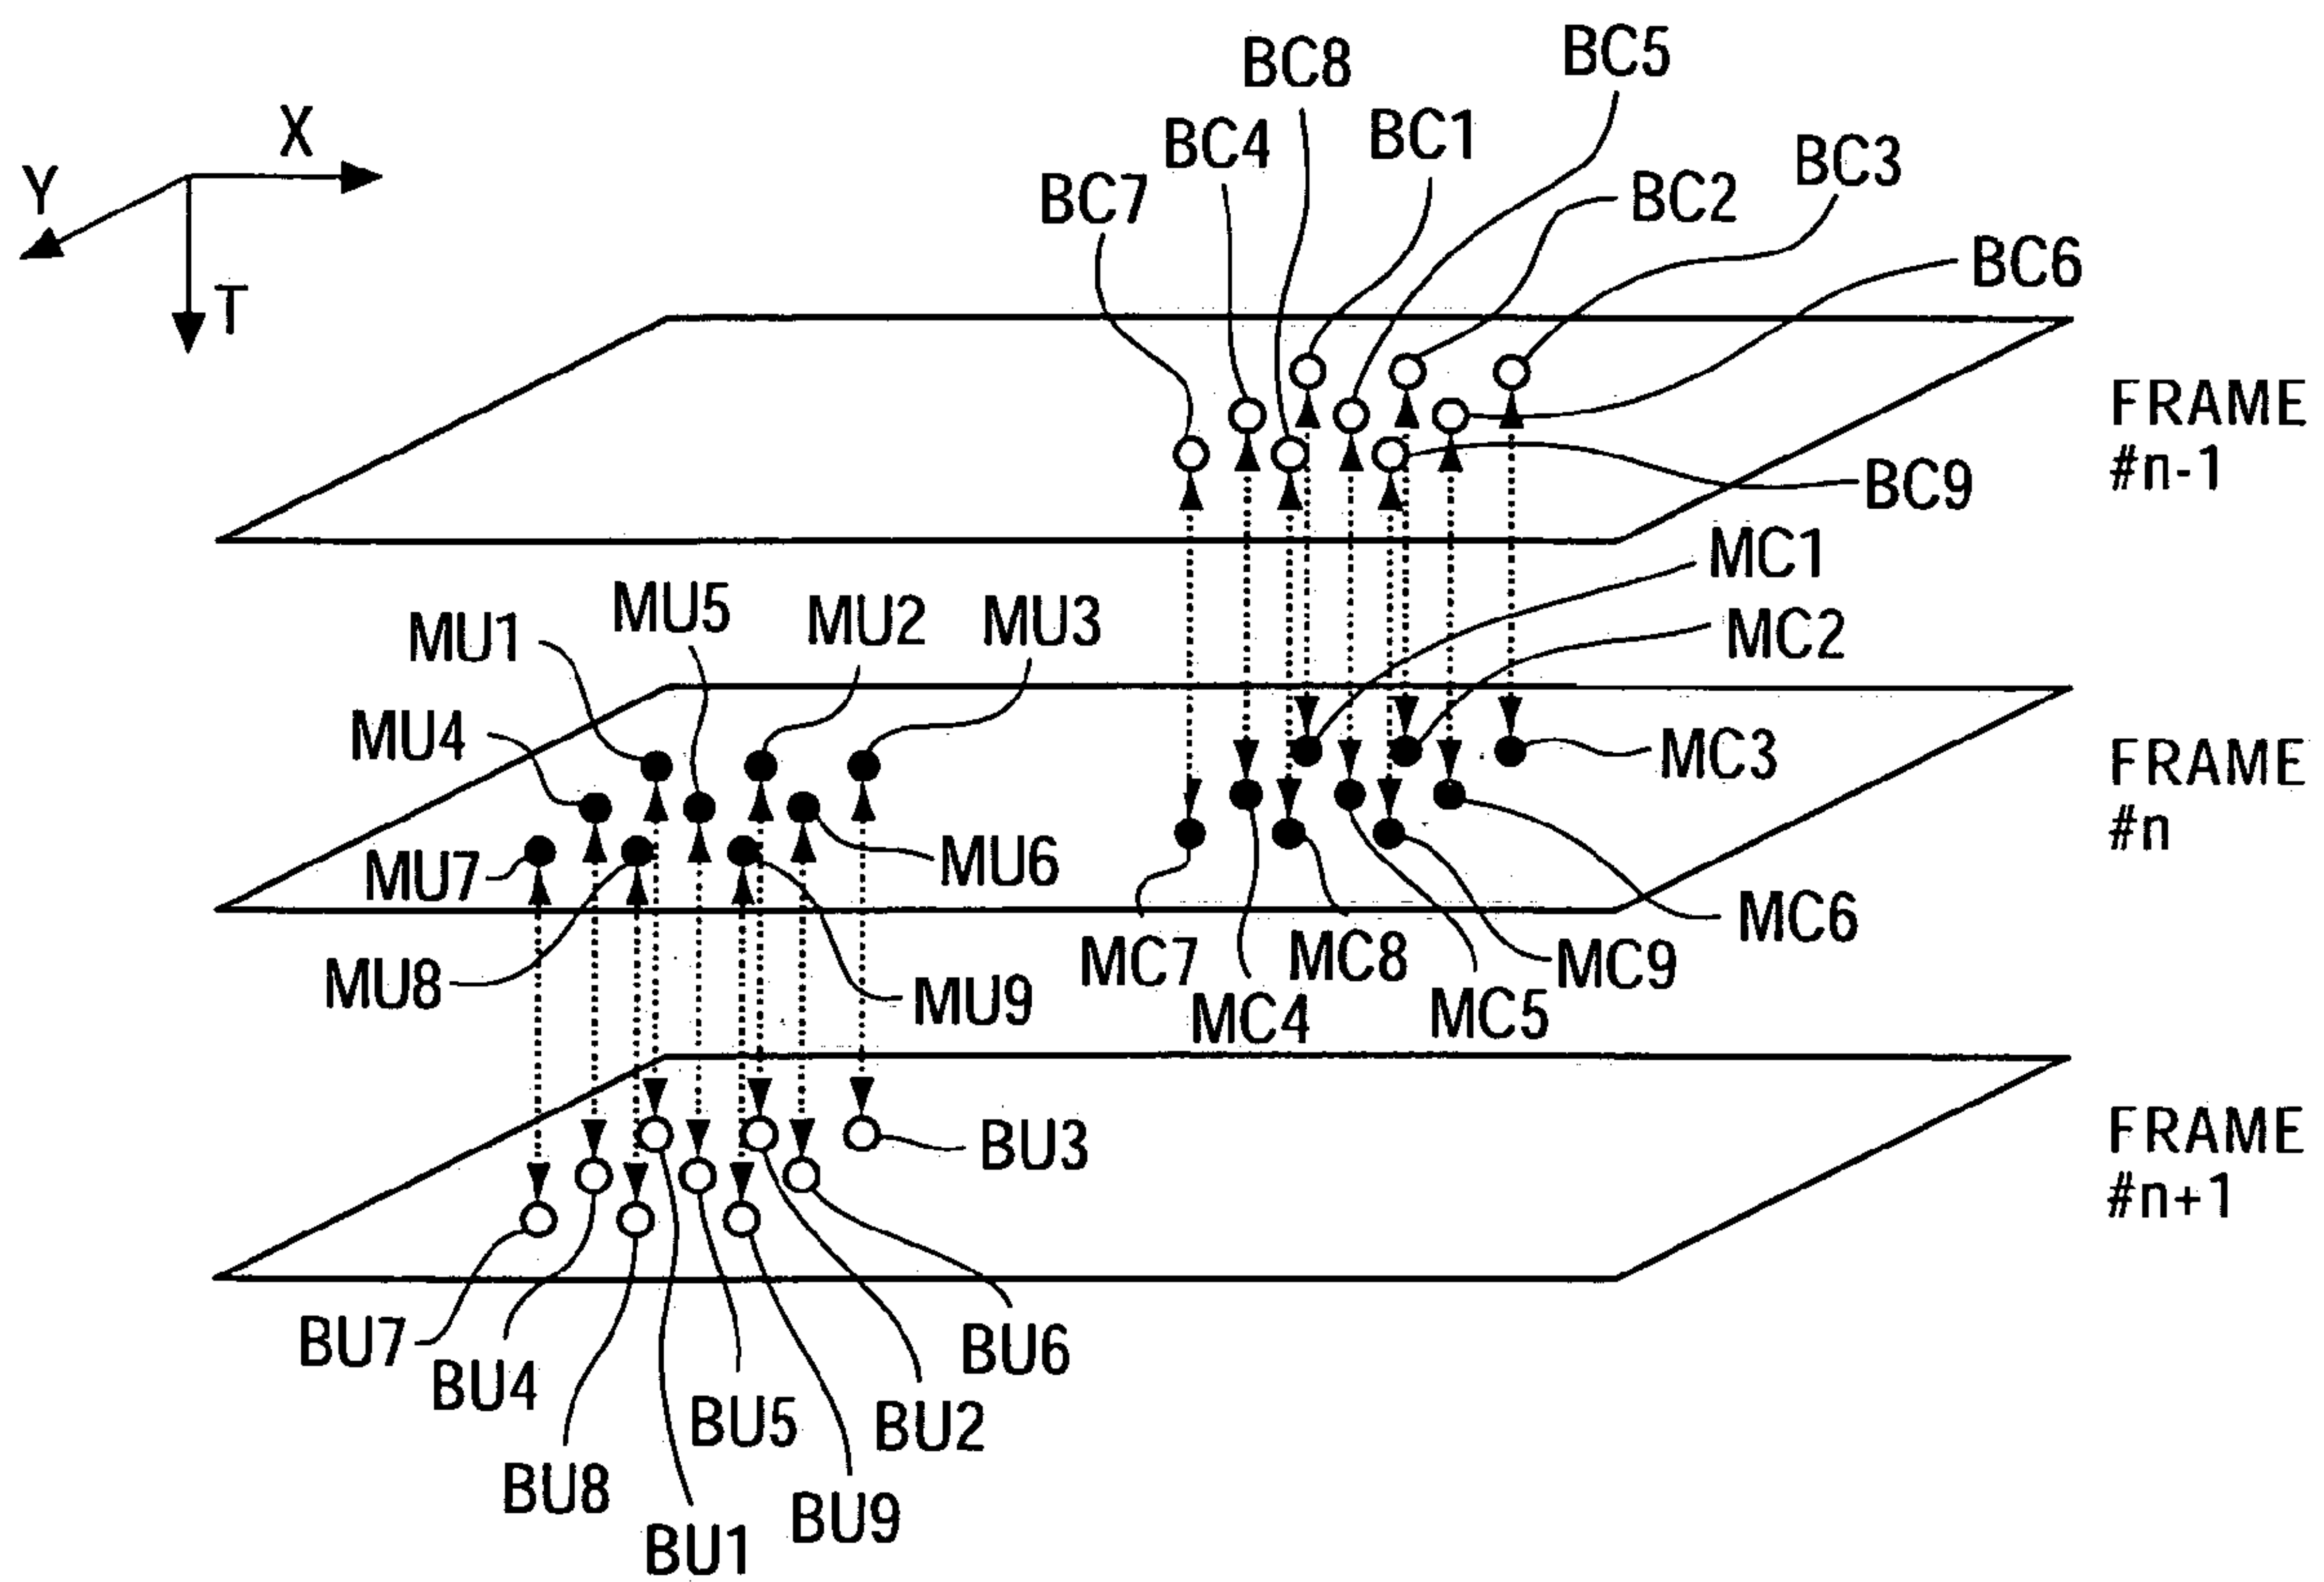 BC8
BC5
X
BC4
BC1
Y
BC7
BC2
BC3
BC6
T
FRAME
#n-1
BC9
MC1
MU1
MU5
MU2
MU3
MC2
MU4
MC3
FRAME
#n
MU7
MU6
MC6
MU8
MU9
MC7
MC8
MC9
MC4
MC5
BU3
FRAME
#n+1
BU7
BU4
BU6
BU5
BU2
BU8
BU9
BU1